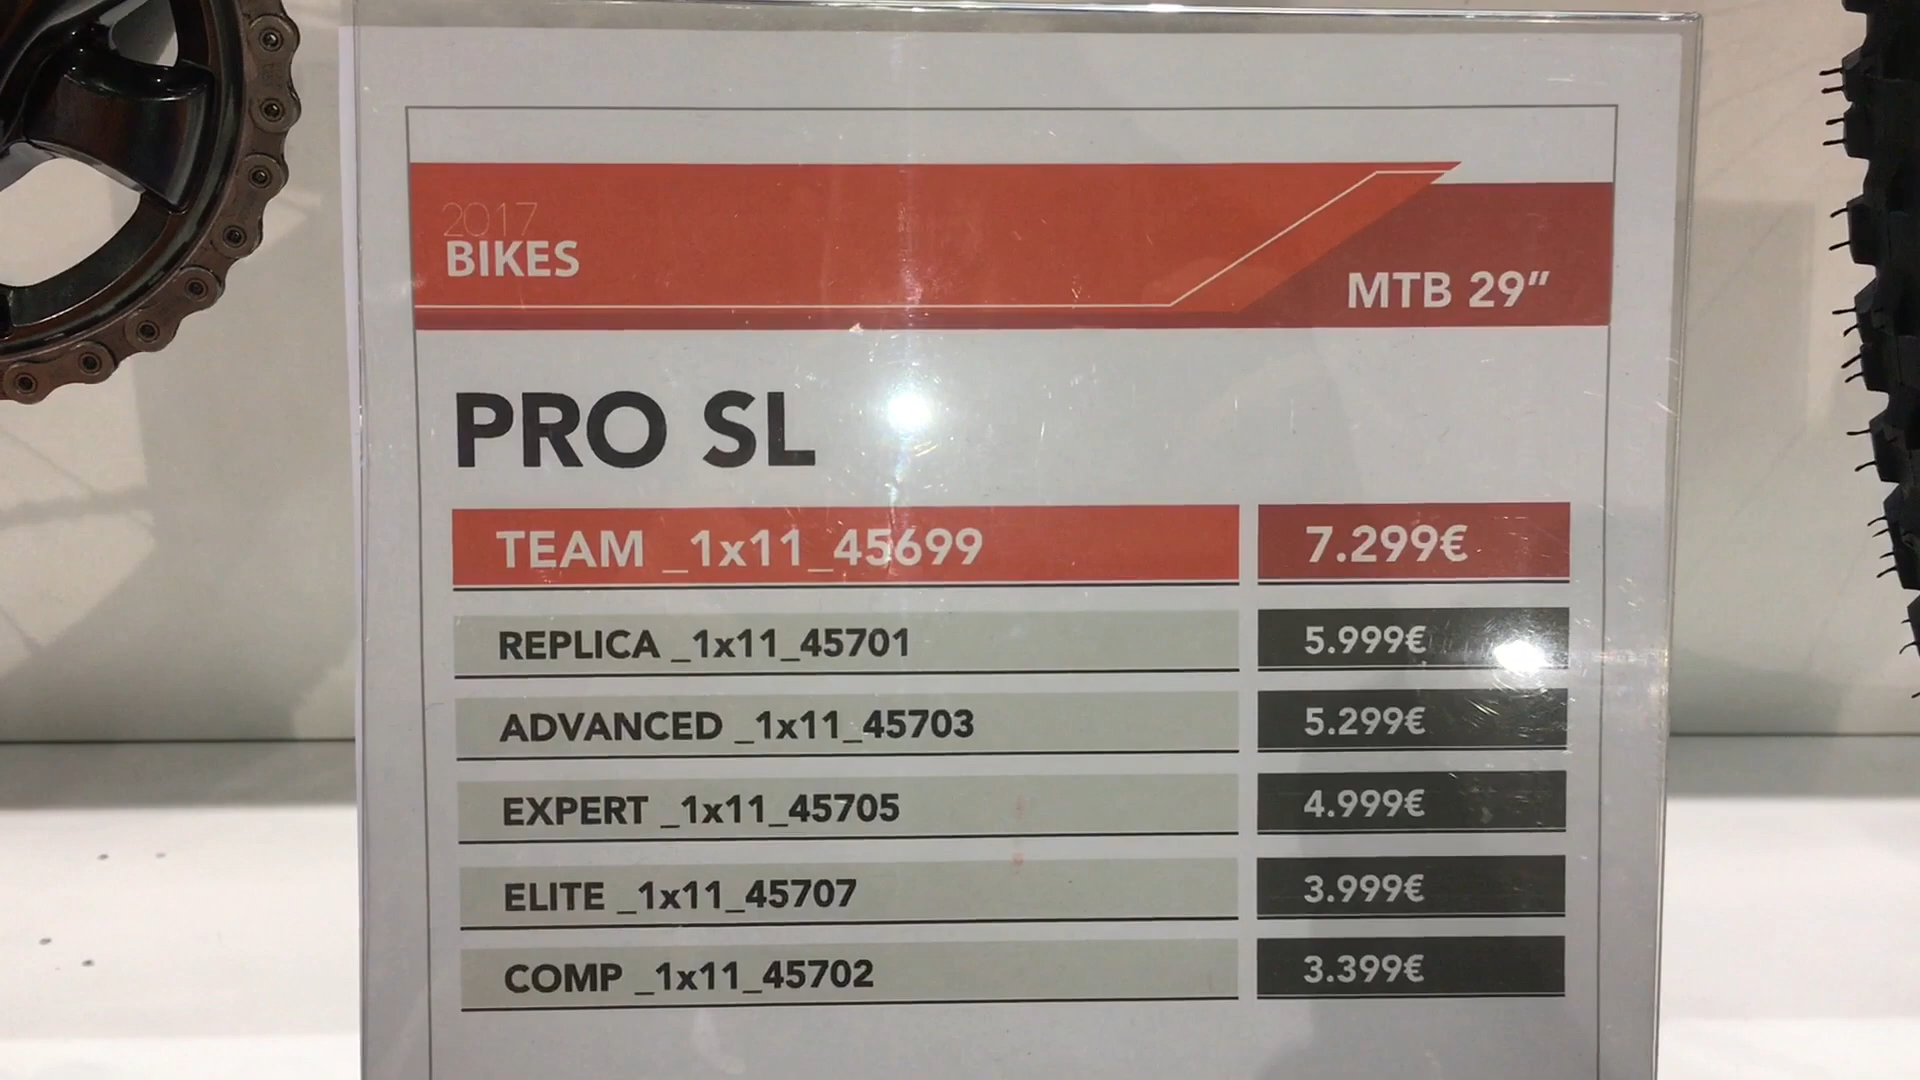 2017
BIKES
MTB 29”
PRO SL
TEAM _1x11_45699 7.299€
REPLICA _1x11_45701 5.999€
ADVANCED _1x11_45703 5.299€
EXPERT _1x11_45705 4.999€
ELITE _1x11_45707 3.999€
COMP _1x11_45702 3.399€